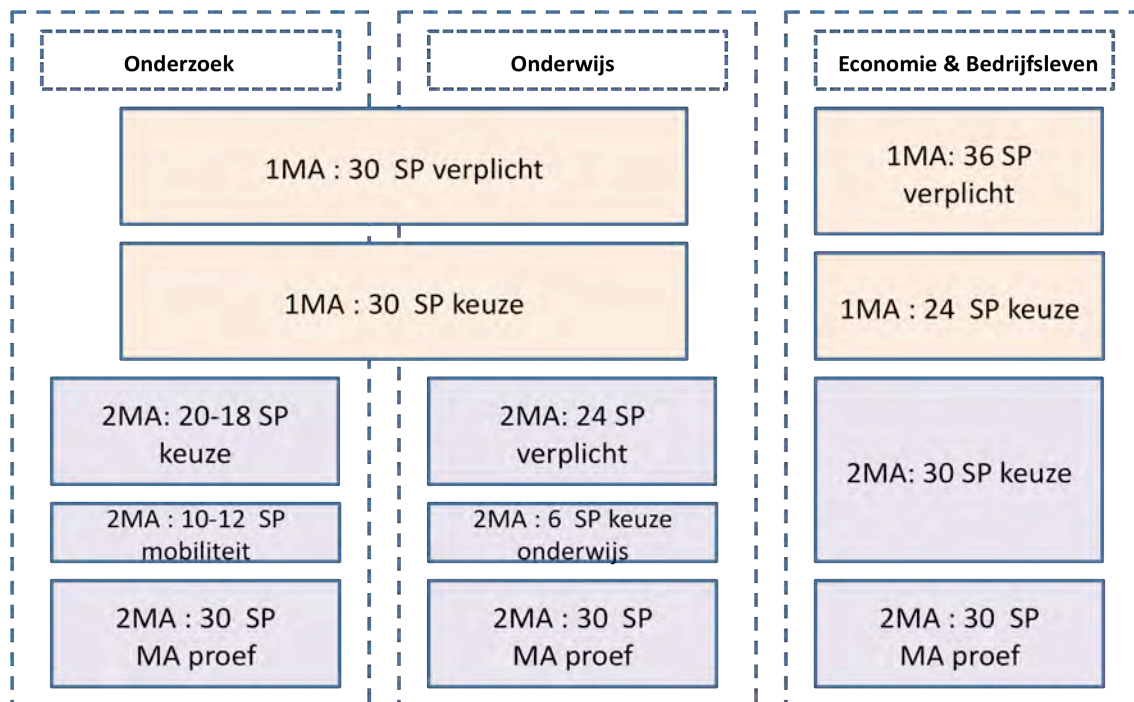 Onderzoek
Onderwijs
Economie & Bedrijfsleven
1MA : 30 SP verplicht
1MA: 36 SP
verplicht
1MA : 30 SP keuze
1MA : 24 SP keuze
2MA: 20-18 SP
keuze
2MA: 24 SP
verplicht
2MA: 30 SP keuze
2MA : 10-12 SP
mobiliteit
2MA : 6 SP keuze
onderwijs
2MA : 30 SP
MA proef
2MA : 30 SP
MA proef
2MA : 30 SP
MA proef